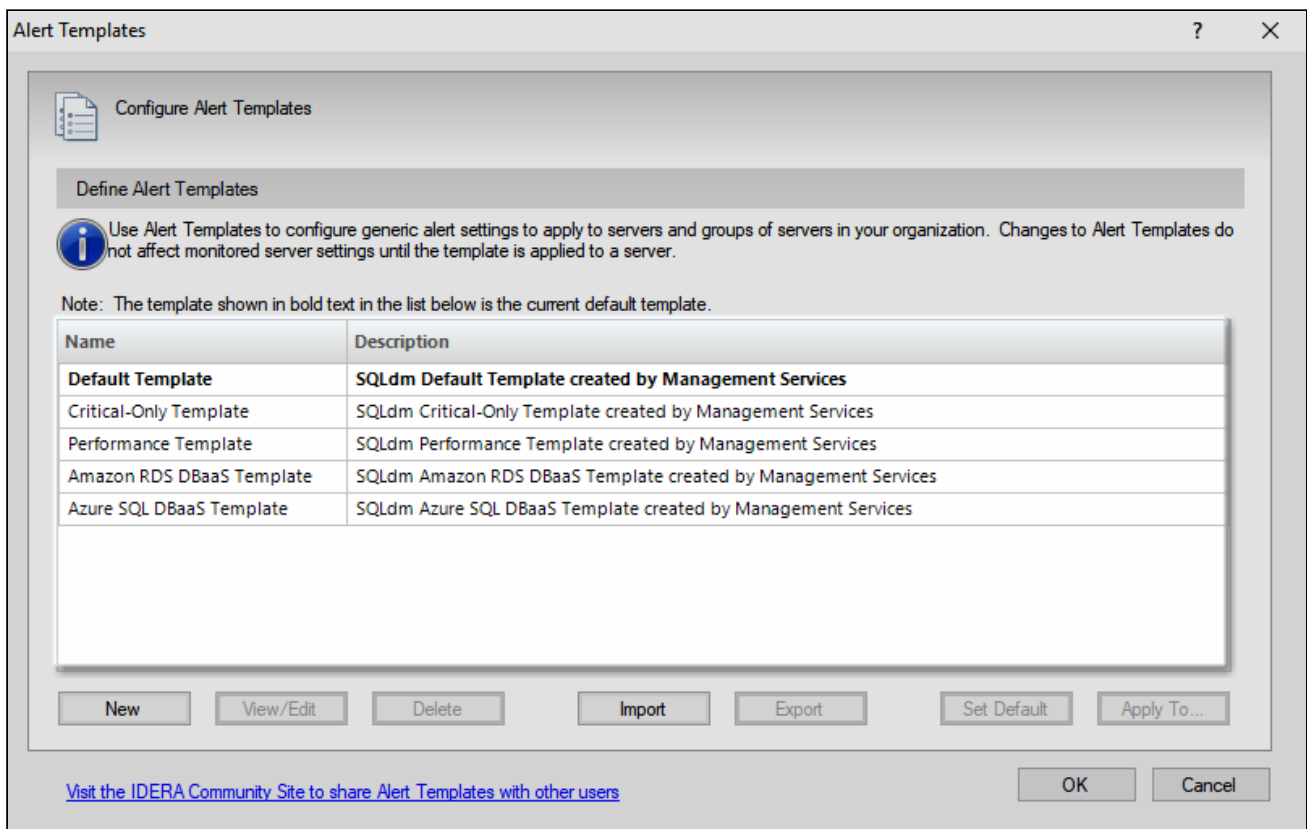 Alert Templates ?
Configure Alert Templates
Define Alert Templates
i
Use Alert Templates to configure generic alert settings to apply to servers and groups of servers in your organization.  Changes to Alert Templates do
not affect monitored server settings until the template is applied to a server.
Note:  The template shown in bold text in the list below is the current default template.
Name Description
Default Template SQLdm Default Template created by Management Services
Critical-Only Template SQLdm Critical-Only Template created by Management Services
Performance Template SQLdm Performance Template created by Management Services
Amazon RDS DBaaS Template SQLdm Amazon RDS DBaaS Template created by Management Services
Azure SQL DBaaS Template SQLdm Azure SQL DBaaS Template created by Management Services
New View/Edit Delete Import Export Set Default Apply To...
Visit the IDERA Community Site to share Alert Templates with other users OK Cancel